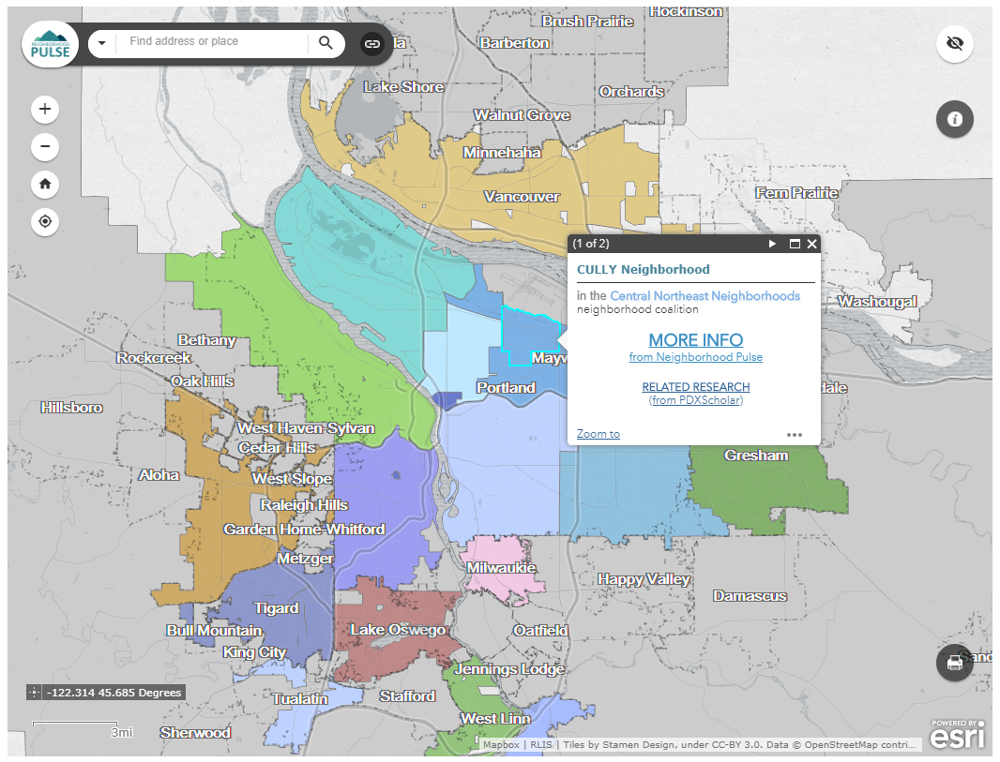 Hockinson
Brush Prairie
NEIGHBORHOOD
PULSE
Find address or place
la
Barberton
Lake Shore
Orchards
Walnut Grove
Minnehaha
Vancouver
Fern Prairie
(1 of 2)
CULLY Neighborhood
in the Central Northeast Neighborhoods
neighborhood coalition
Washougal
MORE INFO
from Neighborhood Pulse
Bethany
Rockcreek
Mayw
Oak Hills
Portland
RELATED RESEARCH
(from PDXScholar)
dale
Hillsboro
West Haven-Sylvan
Zoom to
Cedar Hills
Gresham
Aloha
West Slope
Raleigh Hills
Garden Home-Whitford
Metzger
Milwaukie
Happy Valley
Damascus
Tigard
Bull Mountain
Lake Oswego
Oatfield
King City
Sand
Jennings Lodge
-122.314 45.685 Degrees
Tualatin
Stafford
West Linn
3mi
Sherwood
POWERED BY
esri
Mapbox | RLIS | Tiles by Stamen Design, under CC-BY 3.0. Data © OpenStreetMap contri...